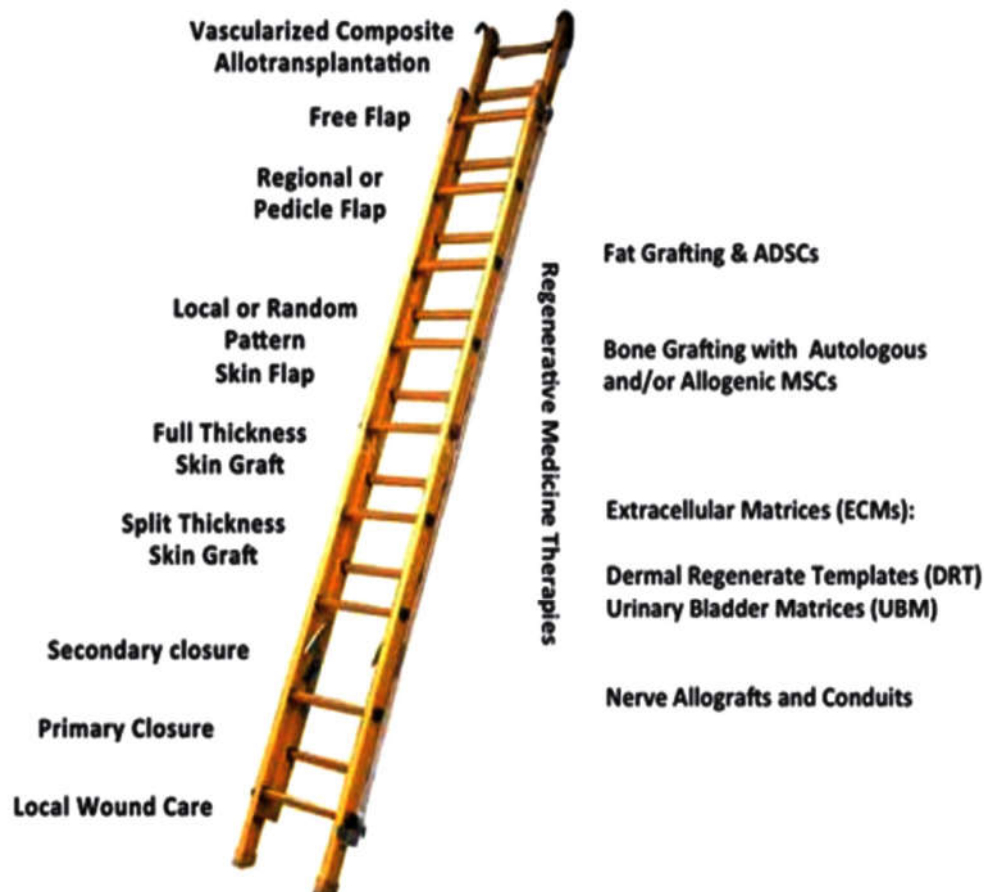 Vascularized Composite
Allotransplantation
Free Flap
Regional or
Pedicle Flap
Local or Random
Pattern
Skin Flap
Full Thickness
Skin Graft
Split Thickness
Skin Graft
Secondary closure
Primary Closure
Local Wound Care
Regenerative Medicine Therapies
Fat Grafting & ADSCs
Bone Grafting with Autologous
and/or Allogenic MSCs
Extracellular Matrices (ECMs):
Dermal Regenerate Templates (DRT)
Urinary Bladder Matrices (UBM)
Nerve Allografts and Conduits